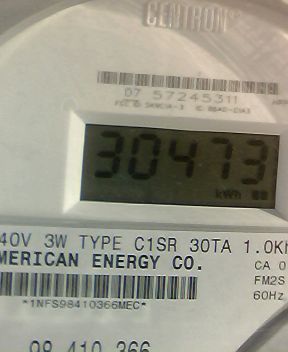 CENTRON®
07 57245311
30473
kWh
40V 3W TYPE C1SR 30TA 1.0K
MERICAN ENERGY CO.
CA 0
FM2S
60Hz
*1NFS98410366MEC*
98 410 366